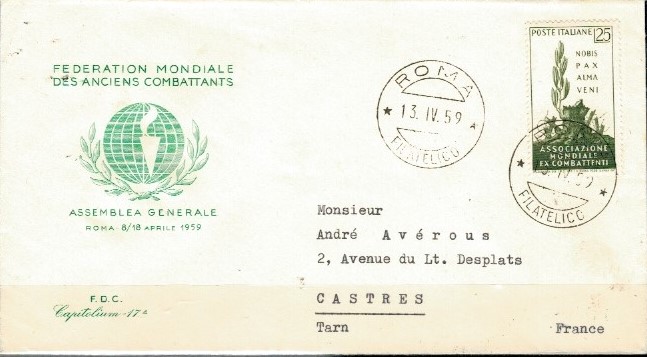 FEDERATION MONDIALE
DES ANCIENS COMBATTANTS
ASSEMBLEA GENERALE
ROMA - 8/18 APRILE 1959
F.D.C.
Capitolium - 17ª
ROMA
13. IV. 59
FILATELICO
POSTE ITALIANE 25
NOBIS
PAX
ALMA
VENI
ASSOCIAZIONE
MONDIALE
EX COMBATTENTI
IV. 59
FILATELICO
Monsieur
André Avérous
2, Avenue du Lt. Desplats
CASTRES
Tarn France